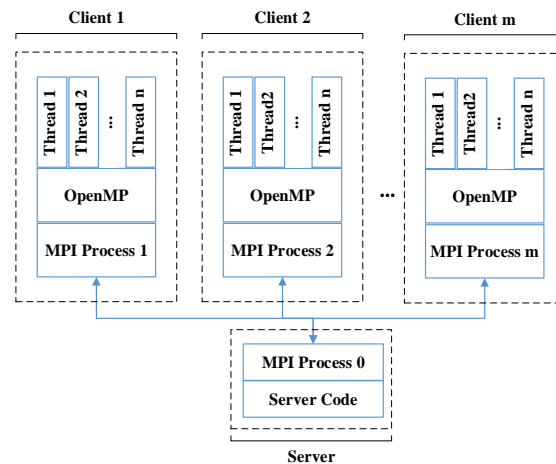 Client 1
Client 2
Client m
Thread 1
Thread 2
...
Thread n
Thread 1
Thread2
...
Thread n
Thread 1
Thread2
...
Thread n
OpenMP
OpenMP
...
OpenMP
MPI Process 1
MPI Process 2
MPI Process m
MPI Process 0
Server Code
Server